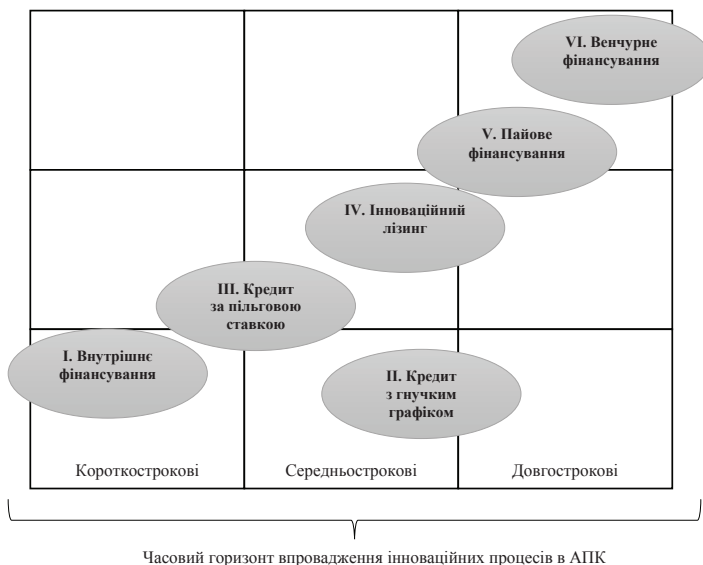 VI. Венчурне
фінансування
V. Пайове
фінансування
IV. Інноваційний
лізинг
III. Кредит
за пільговою
ставкою
I. Внутрішнє
фінансування
II. Кредит
з гнучким
графіком
Короткострокові
Середньострокові
Довгострокові
Часовий горизонт впровадження інноваційних процесів в АПК